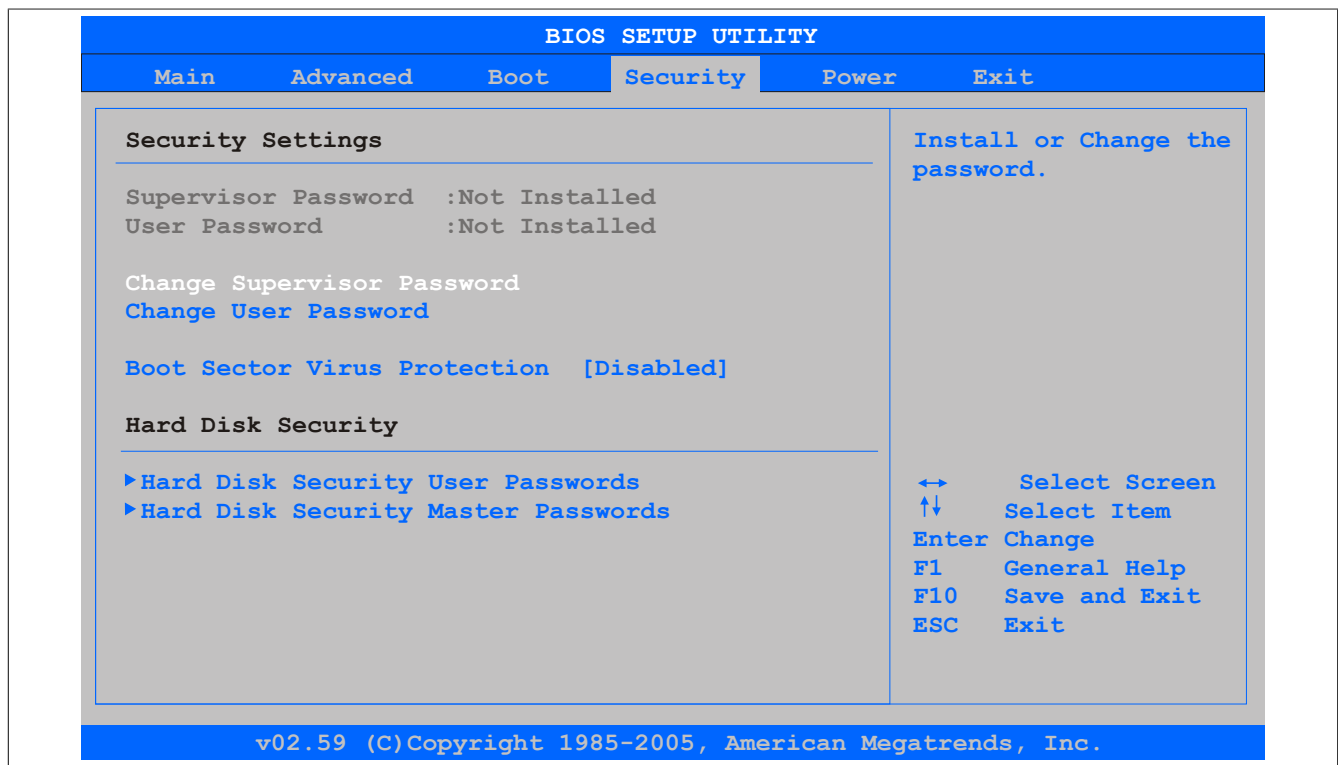 BIOS SETUP UTILITY
Main Advanced Boot Security Power Exit
Security Settings
Supervisor Password :Not Installed
User Password :Not Installed
Change Supervisor Password
Change User Password
Boot Sector Virus Protection [Disabled]
Hard Disk Security
Hard Disk Security User Passwords
Hard Disk Security Master Passwords
Install or Change the
password.
↔ Select Screen
↑↓ Select Item
Enter Change
F1 General Help
F10 Save and Exit
ESC Exit
v02.59 (C)Copyright 1985-2005, American Megatrends, Inc.